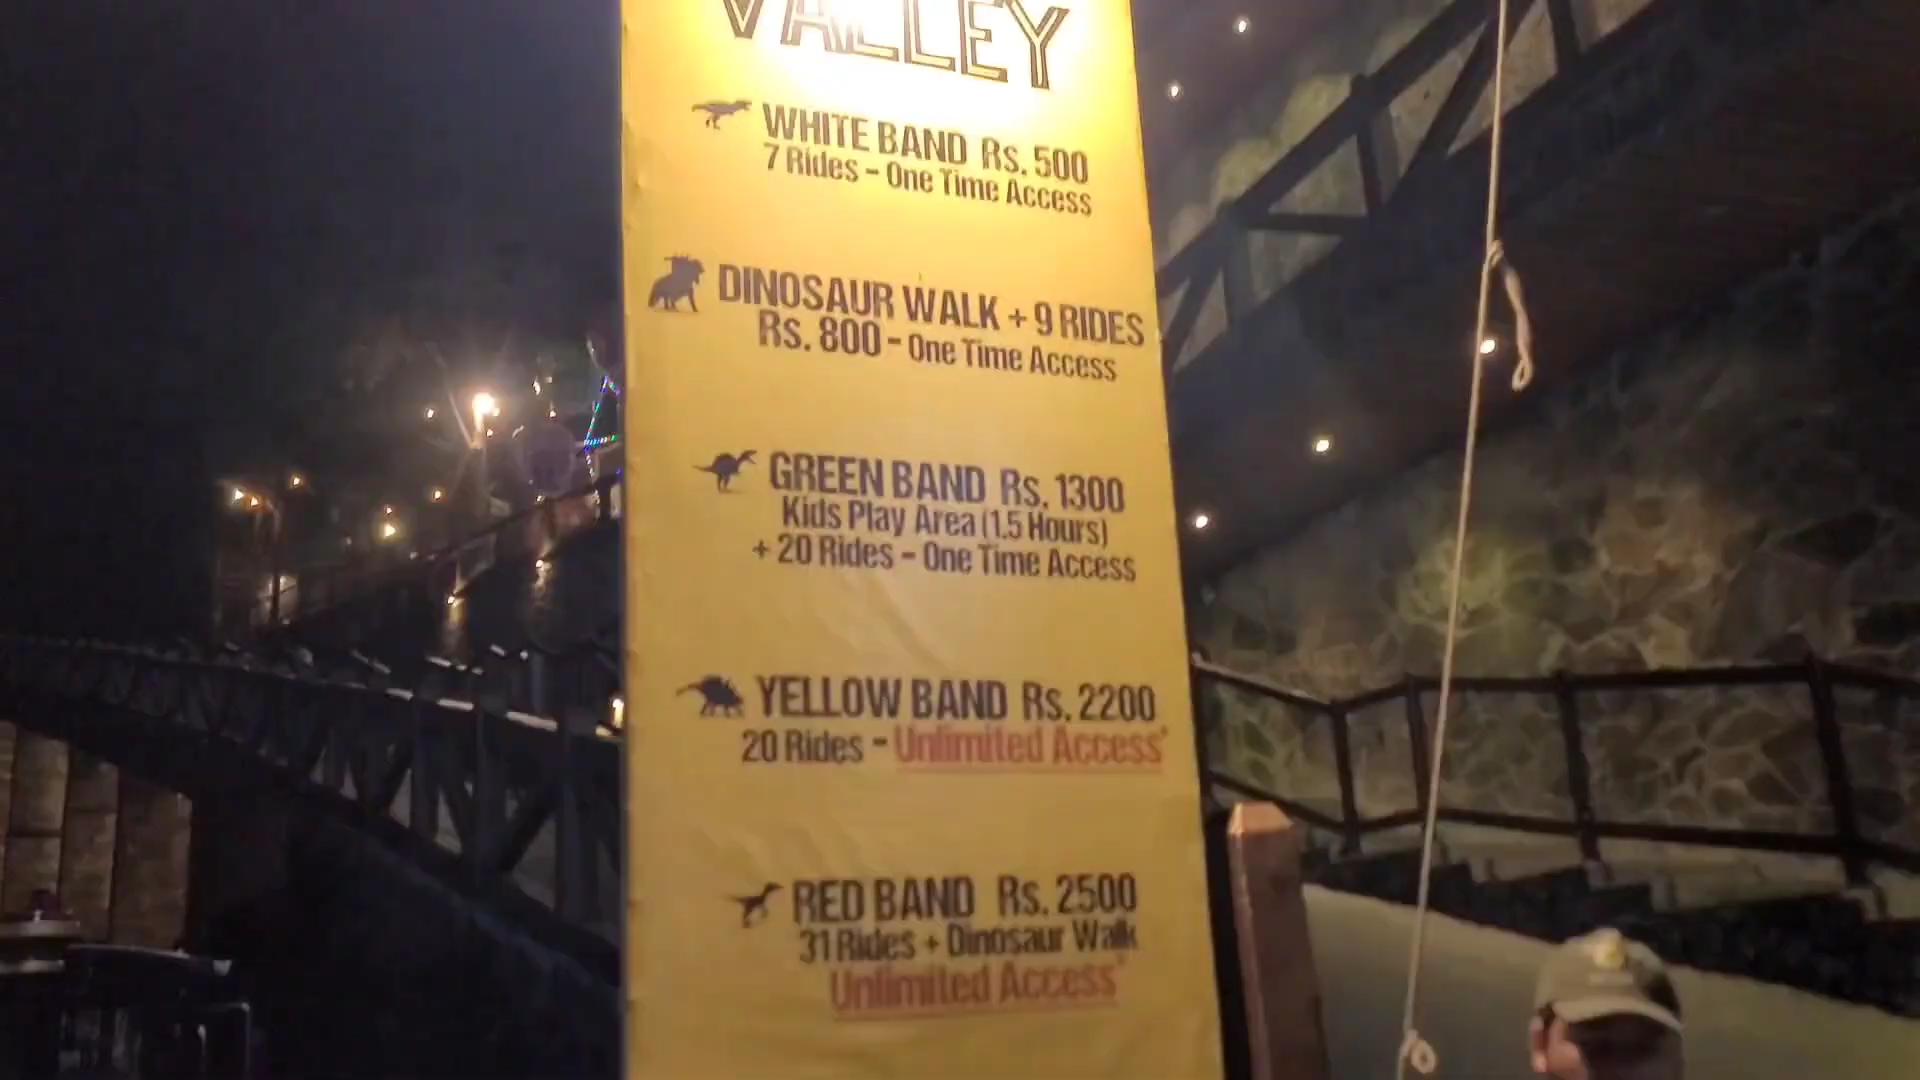 VALLEY
WHITE BAND Rs. 500
7 Rides - One Time Access
DINOSAUR WALK + 9 RIDES
Rs. 800 - One Time Access
GREEN BAND Rs. 1300
Kids Play Area (1.5 Hours)
+ 20 Rides - One Time Access
YELLOW BAND Rs. 2200
20 Rides - Unlimited Access*
RED BAND Rs. 2500
31 Rides + Dinosaur Walk
Unlimited Access*